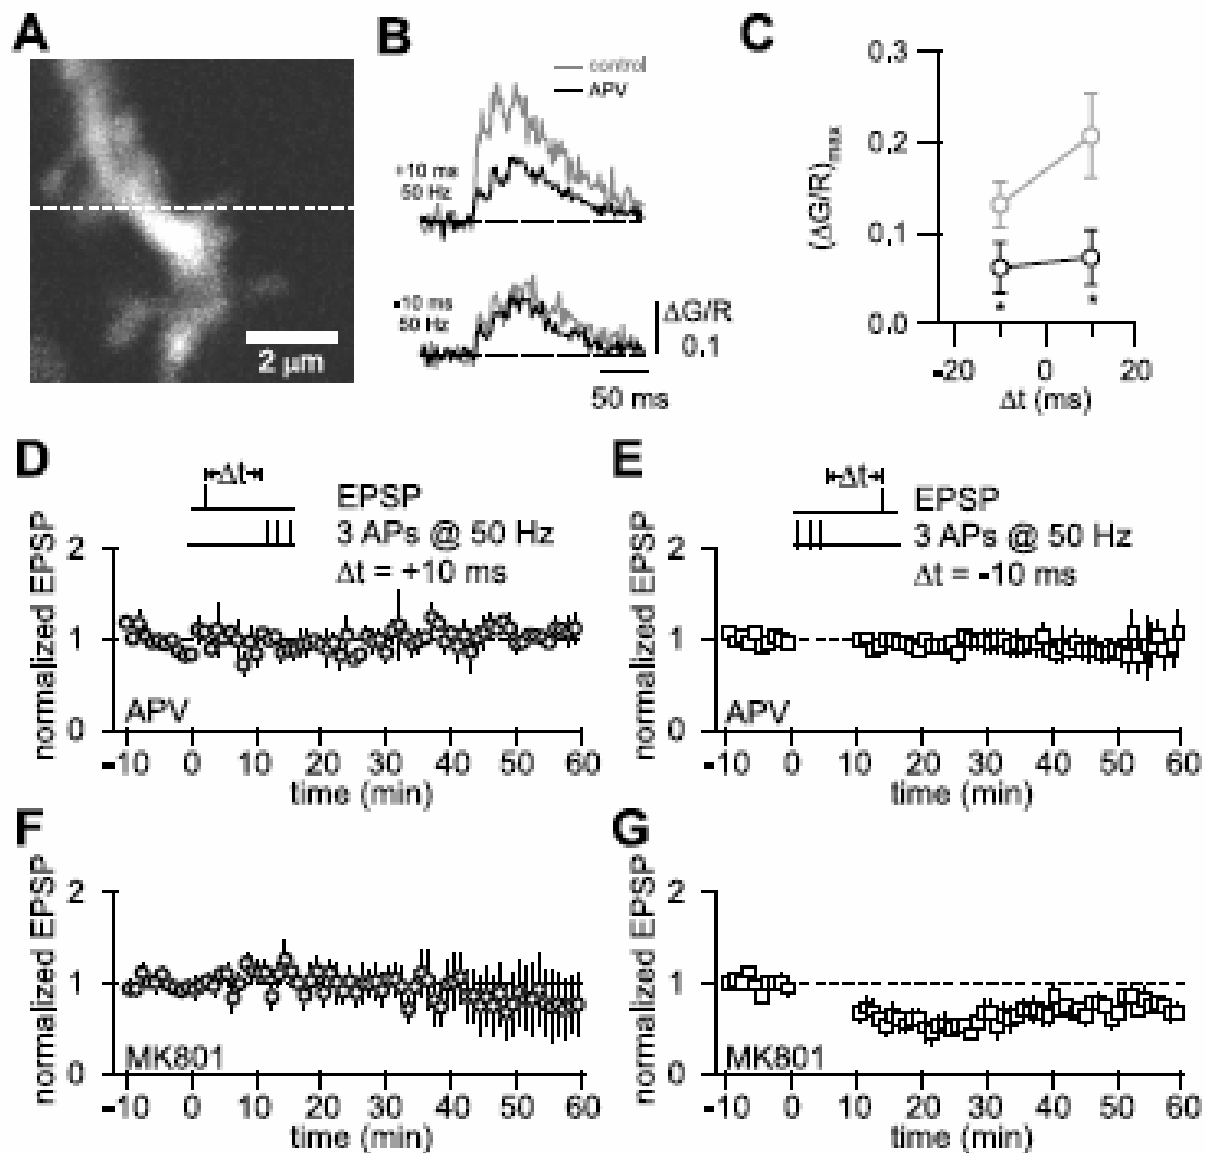 A
2 μm
B
control
APV
+10 ms
50 Hz
-10 ms
50 Hz
ΔG/R
0.1
50 ms
C
0.3
0.2
0.1
0.0
(ΔG/R)max
-20 0 20
Δt (ms)
*
*
D
Δt
EPSP
3 APs @ 50 Hz
Δt = +10 ms
normalized EPSP
2
1
0
APV
-10 0 10 20 30 40 50 60
time (min)
E
Δt
EPSP
3 APs @ 50 Hz
Δt = -10 ms
normalized EPSP
2
1
0
APV
-10 0 10 20 30 40 50 60
time (min)
F
normalized EPSP
2
1
0
MK801
-10 0 10 20 30 40 50 60
time (min)
G
normalized EPSP
2
1
0
MK801
-10 0 10 20 30 40 50 60
time (min)